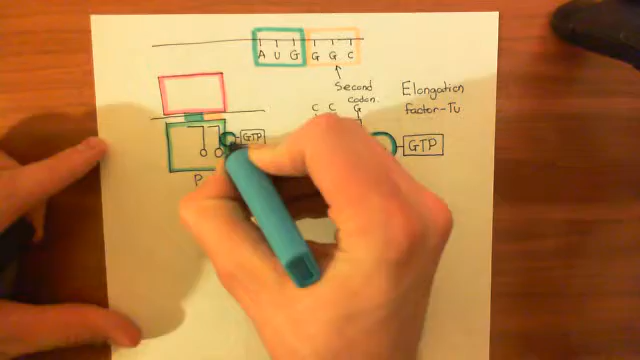 A U G G G C
Second
codon.
Elongation
factor-Tu
C C G
GTP
GTP
P